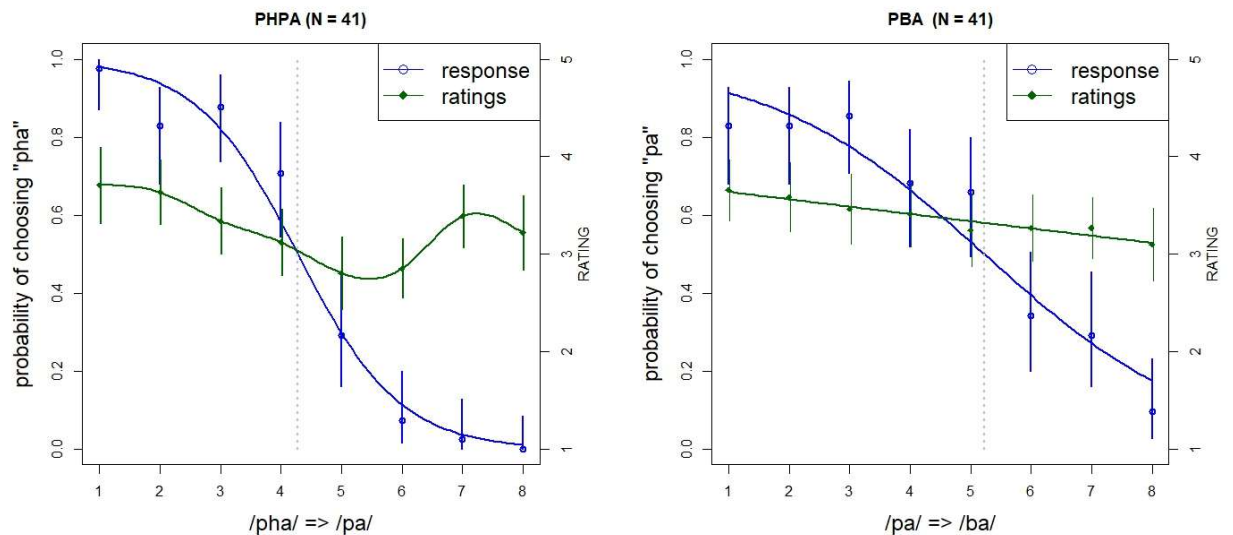 PHPA (N = 41)
response
ratings
probability of choosing "pha"
0.0 0.2 0.4 0.6 0.8 1.0
1 2 3 4 5
RATING
1 2 3 4 5 6 7 8
/pha/ => /pa/
PBA (N = 41)
response
ratings
probability of choosing "pa"
0.0 0.2 0.4 0.6 0.8 1.0
1 2 3 4 5
RATING
1 2 3 4 5 6 7 8
/pa/ => /ba/